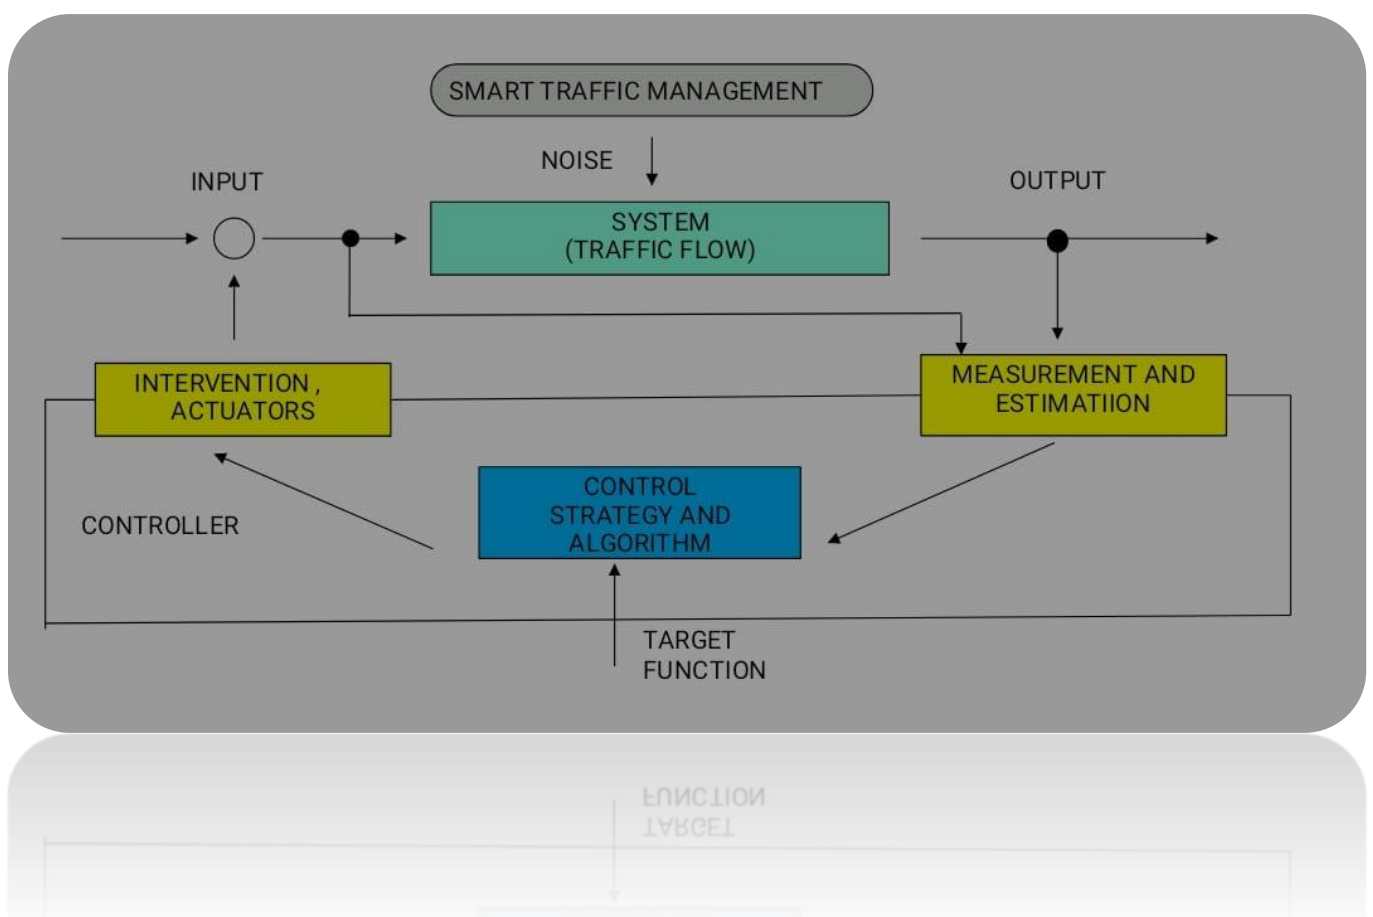 SMART TRAFFIC MANAGEMENT
NOISE
INPUT
OUTPUT
SYSTEM
(TRAFFIC FLOW)
INTERVENTION ,
ACTUATORS
MEASUREMENT AND
ESTIMATIION
CONTROL
STRATEGY AND
ALGORITHM
CONTROLLER
TARGET
FUNCTION